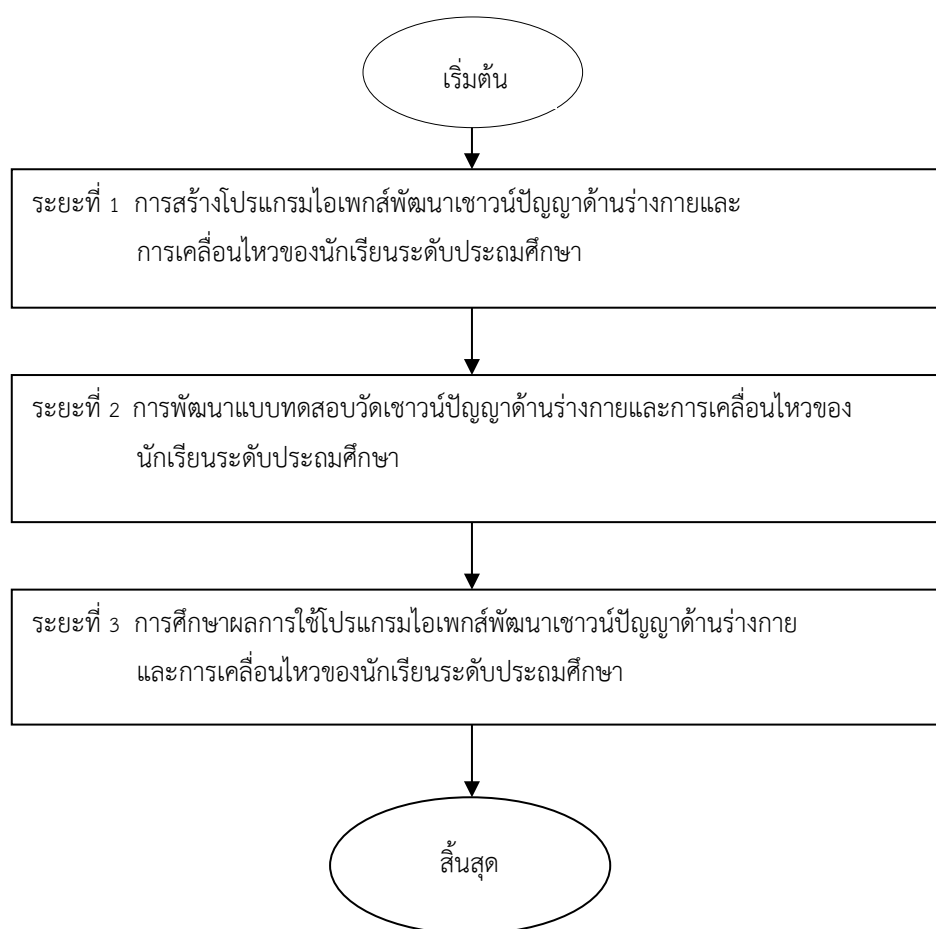 เริ่มต้น
ระยะที่ 1 การสร้างโปรแกรมไอเพกส์พัฒนาเชาวน์ปัญญาด้านร่างกายและ
การเคลื่อนไหวของนักเรียนระดับประถมศึกษา
ระยะที่ 2 การพัฒนาแบบทดสอบวัดเชาวน์ปัญญาด้านร่างกายและการเคลื่อนไหวของ
นักเรียนระดับประถมศึกษา
ระยะที่ 3 การศึกษาผลการใช้โปรแกรมไอเพกส์พัฒนาเชาวน์ปัญญาด้านร่างกาย
และการเคลื่อนไหวของนักเรียนระดับประถมศึกษา
สิ้นสุด